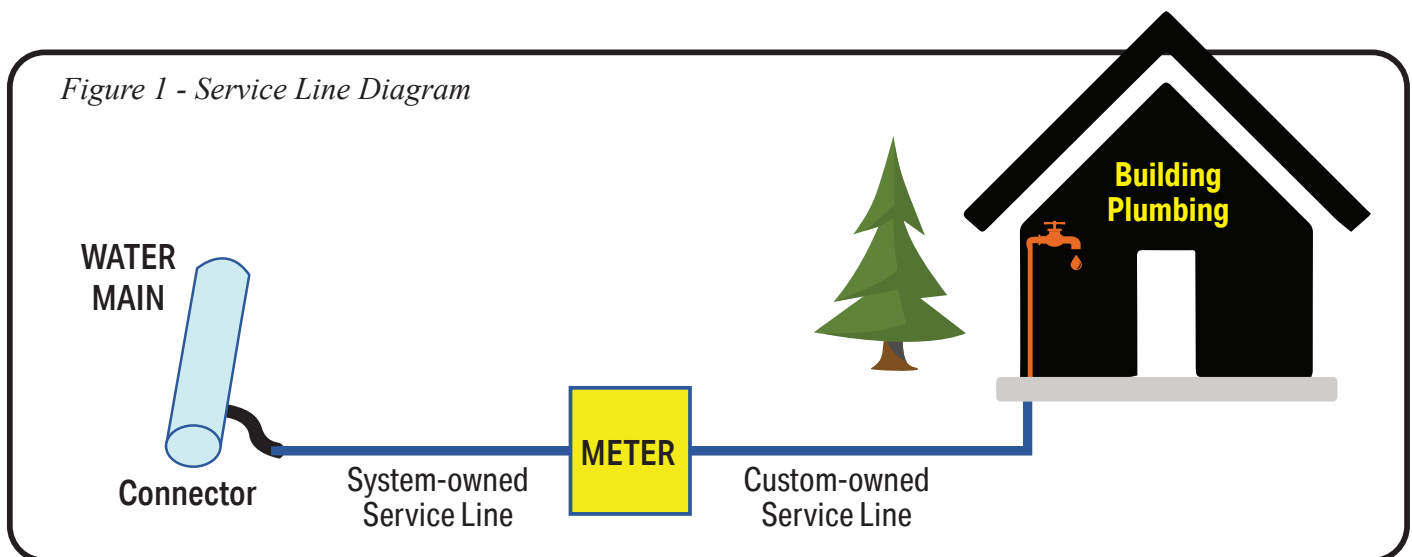 Figure 1 - Service Line Diagram
Building
Plumbing
WATER
MAIN
METER
Connector
System-owned
Service Line
Custom-owned
Service Line